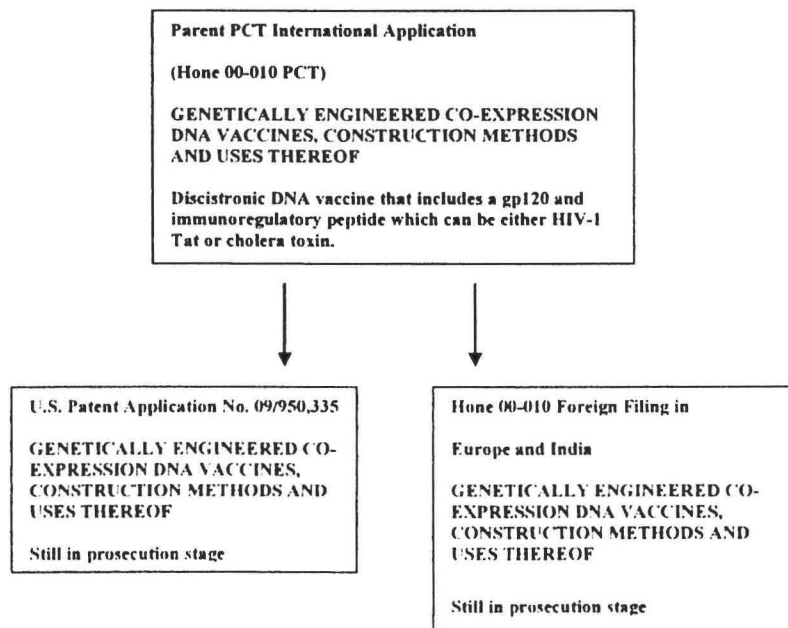 Parent PCT International Application
(Hone 00-010 PCT)
GENETICALLY ENGINEERED CO-EXPRESSION
DNA VACCINES, CONSTRUCTION METHODS
AND USES THEREOF
Discistronic DNA vaccine that includes a gp120 and
immunoregulatory peptide which can be either HIV-1
Tat or cholera toxin.
U.S. Patent Application No. 09/950,335
GENETICALLY ENGINEERED CO-
EXPRESSION DNA VACCINES,
CONSTRUCTION METHODS AND
USES THEREOF
Still in prosecution stage
Hone 00-010 Foreign Filing in
Europe and India
GENETICALLY ENGINEERED CO-
EXPRESSION DNA VACCINES,
CONSTRUCTION METHODS AND
USES THEREOF
Still in prosecution stage